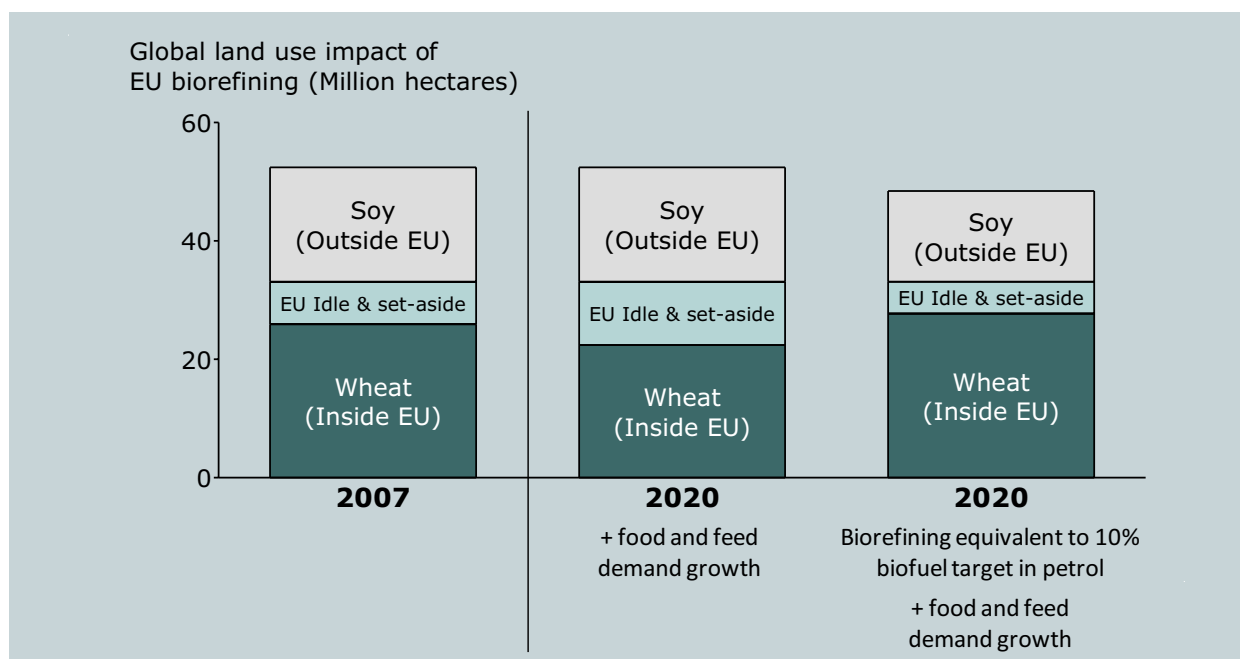 Global land use impact of
EU biorefining (Million hectares)
60
40
20
0
Soy
(Outside EU)
EU Idle & set-aside
Wheat
(Inside EU)
2007
Soy
(Outside EU)
EU Idle & set-aside
Wheat
(Inside EU)
2020
+ food and feed
demand growth
Soy
(Outside EU)
EU Idle & set-aside
Wheat
(Inside EU)
2020
Biorefining equivalent to 10%
biofuel target in petrol
+ food and feed
demand growth